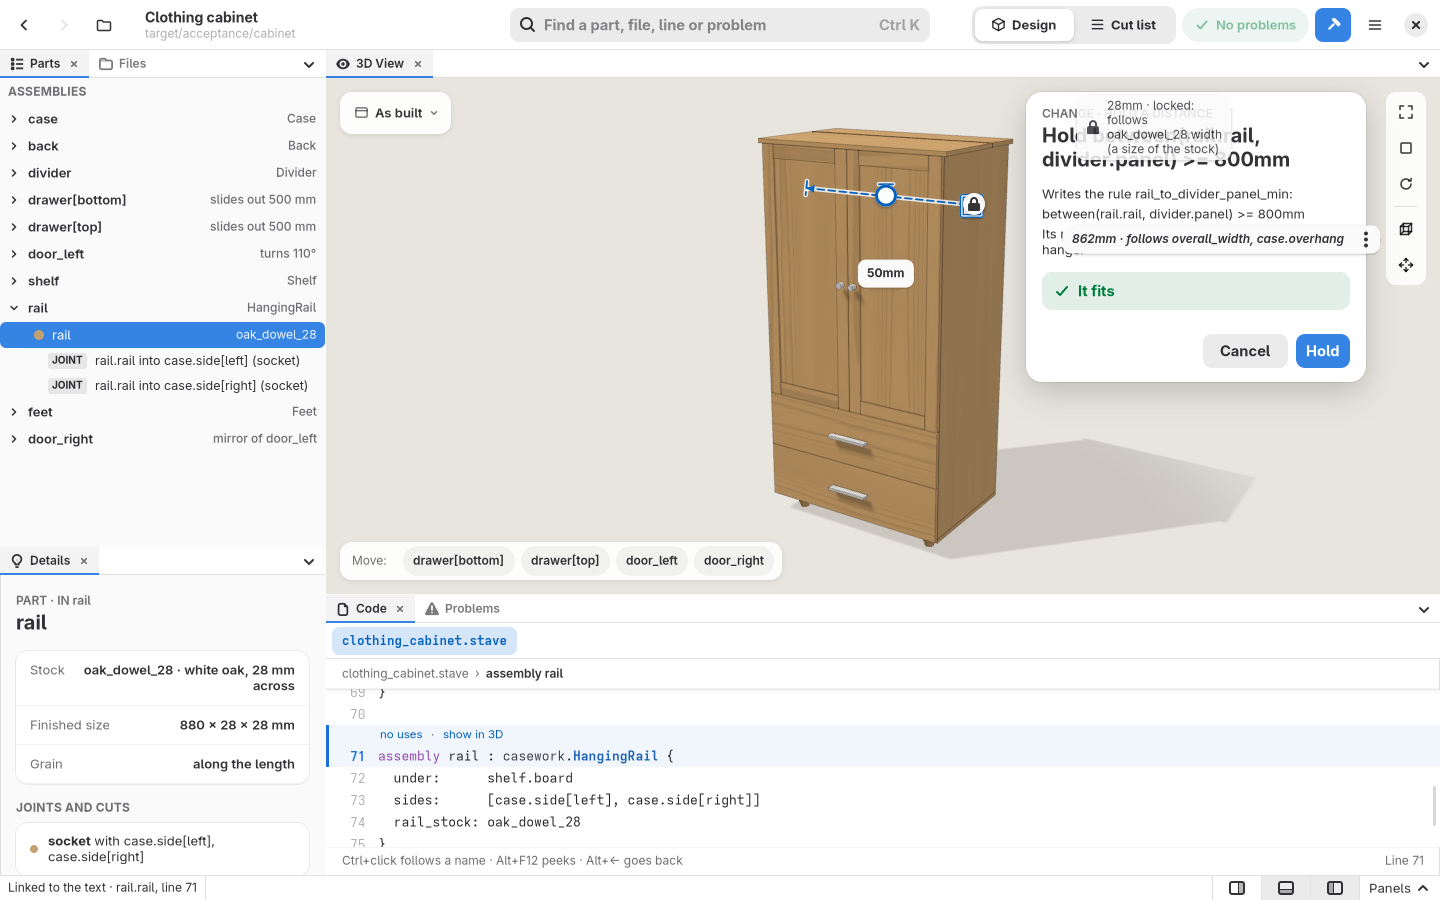 Clothing cabinet
target/acceptance/cabinet
Find a part, file, line or problem
Ctrl K
Design
Cut list
No problems
Parts
Files
3D View
ASSEMBLIES
case
Case
back
Back
divider
Divider
drawer[bottom]
slides out 500 mm
drawer[top]
slides out 500 mm
door_left
turns 110°
shelf
Shelf
rail
HangingRail
rail
oak_dowel_28
JOINT rail.rail into case.side[left] (socket)
JOINT rail.rail into case.side[right] (socket)
feet
Feet
door_right
mirror of door_left
As built
50mm
28mm · locked:
follows
oak_dowel_28.width
(a size of the stock)
Hold
divider.panel) >= 800mm
Writes the rule rail_to_divider_panel_min:
between(rail.rail, divider.panel) >= 800mm
Its
862mm · follows overall_width, case.overhang
It fits
Cancel
Hold
Move:
drawer[bottom]
drawer[top]
door_left
door_right
Details
PART · IN rail
rail
Stock
oak_dowel_28 · white oak, 28 mm
across
Finished size
880 × 28 × 28 mm
Grain
along the length
JOINTS AND CUTS
socket with case.side[left],
case.side[right]
Code
Problems
clothing_cabinet.stave
clothing_cabinet.stave › assembly rail
69 }
70
no uses · show in 3D
71 assembly rail : casework.HangingRail {
72 under: shelf.board
73 sides: [case.side[left], case.side[right]]
74 rail_stock: oak_dowel_28
75 }
Ctrl+click follows a name · Alt+F12 peeks · Alt+← goes back
Line 71
Linked to the text · rail.rail, line 71
Panels